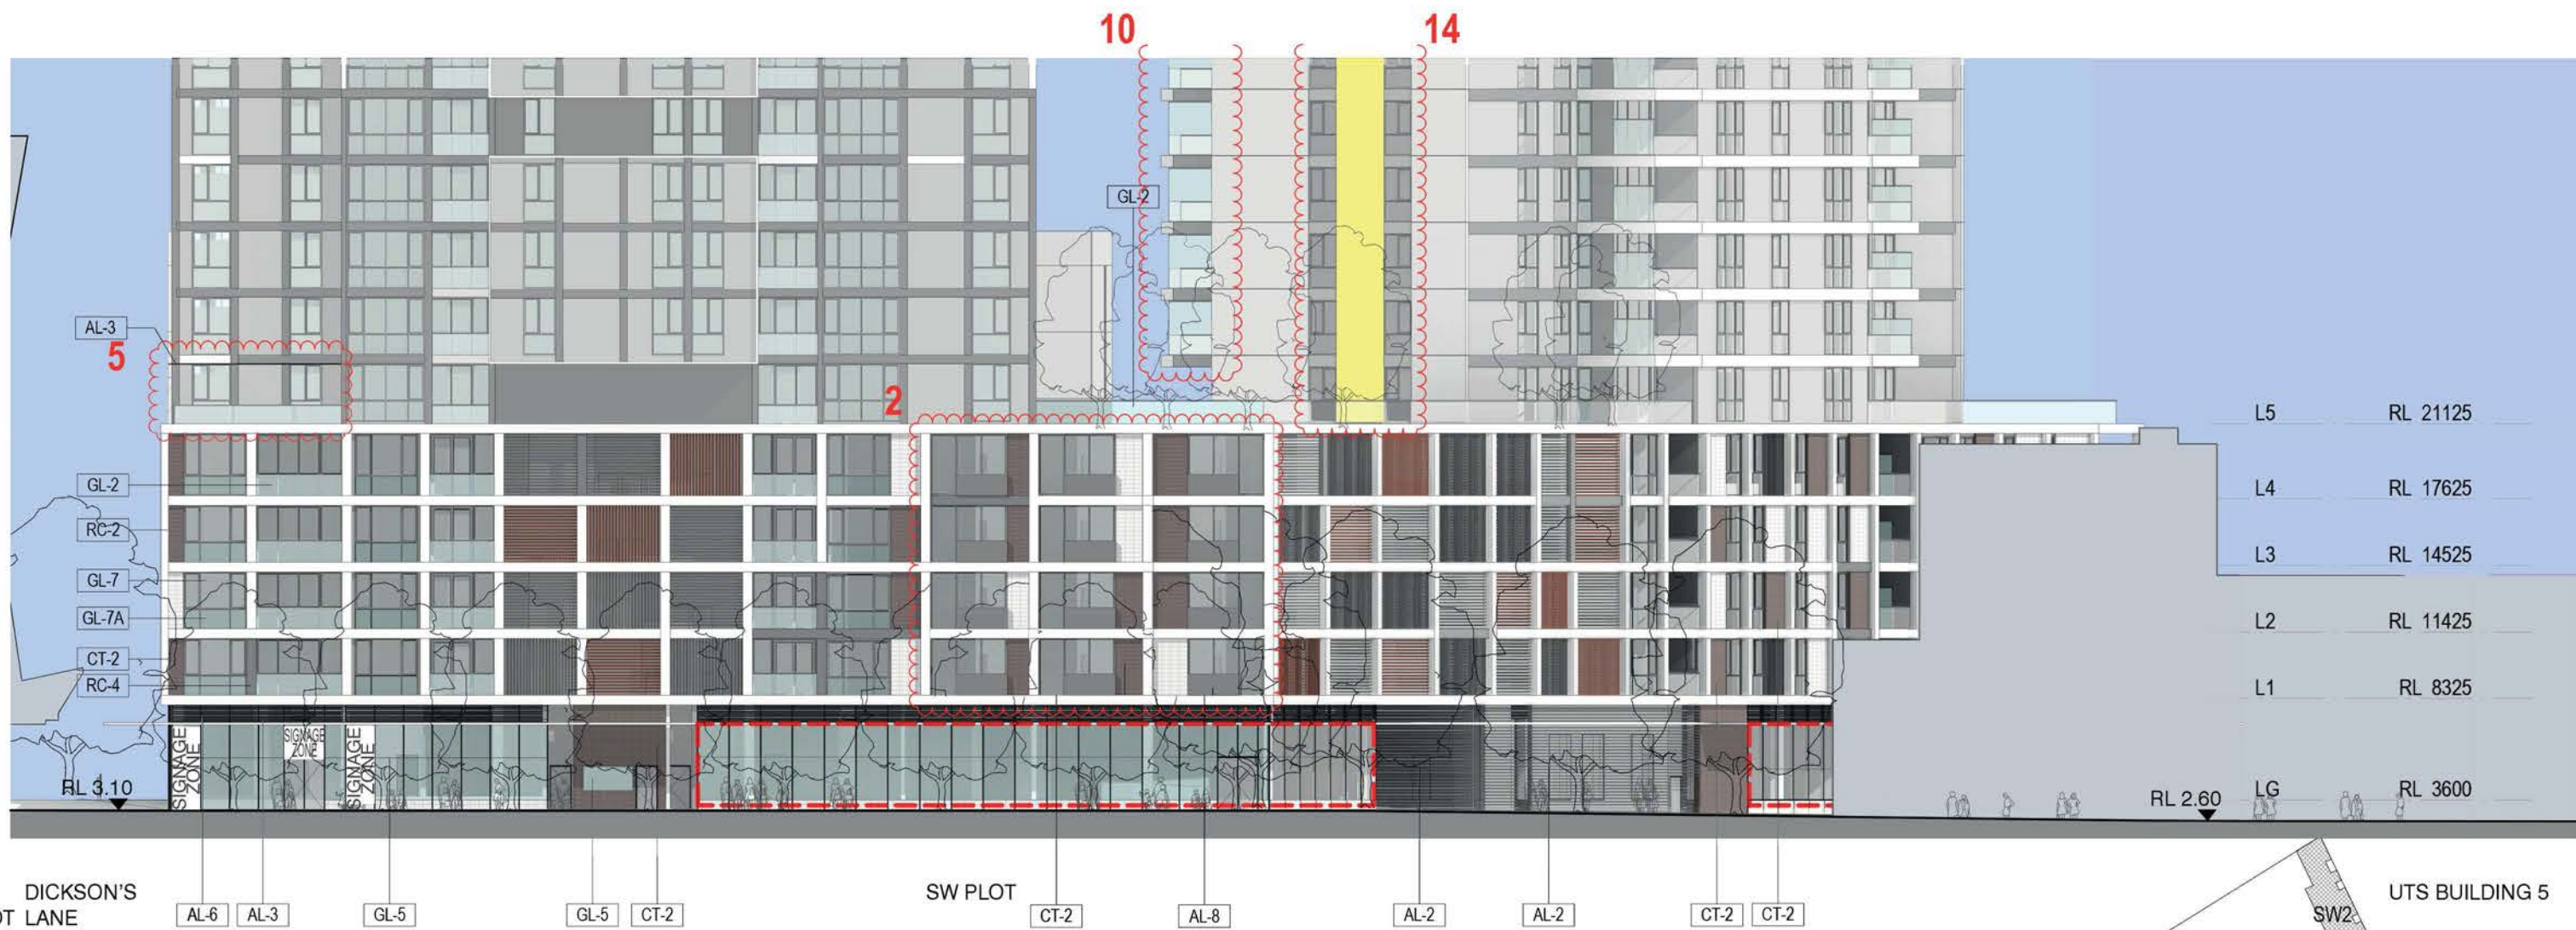 10
14
GL-2
AL-3
5
2
L5 RL 21125
GL-2
L4 RL 17625
RC-2
L3 RL 14525
GL-7
GL-7A
L2 RL 11425
CT-2
RC-4
L1 RL 8325
SIGNAGE
ZONE
SIGNAGE
ZONE
SIGNAGE
ZONE
RL 3.10
RL 2.60
LG RL 3600
DICKSON'S
OT LANE
AL-6
AL-3
GL-5
GL-5
CT-2
SW PLOT
CT-2
AL-8
AL-2
AL-2
CT-2
CT-2
SW2
UTS BUILDING 5